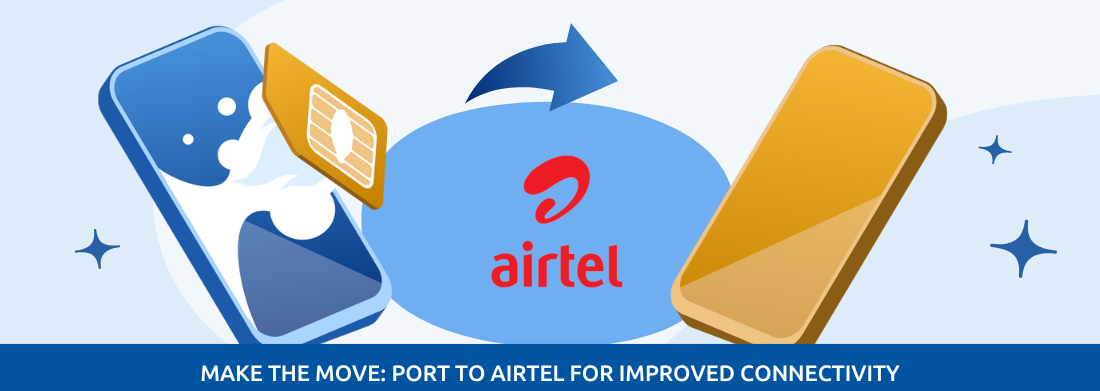 airtel
MAKE THE MOVE: PORT TO AIRTEL FOR IMPROVED CONNECTIVITY